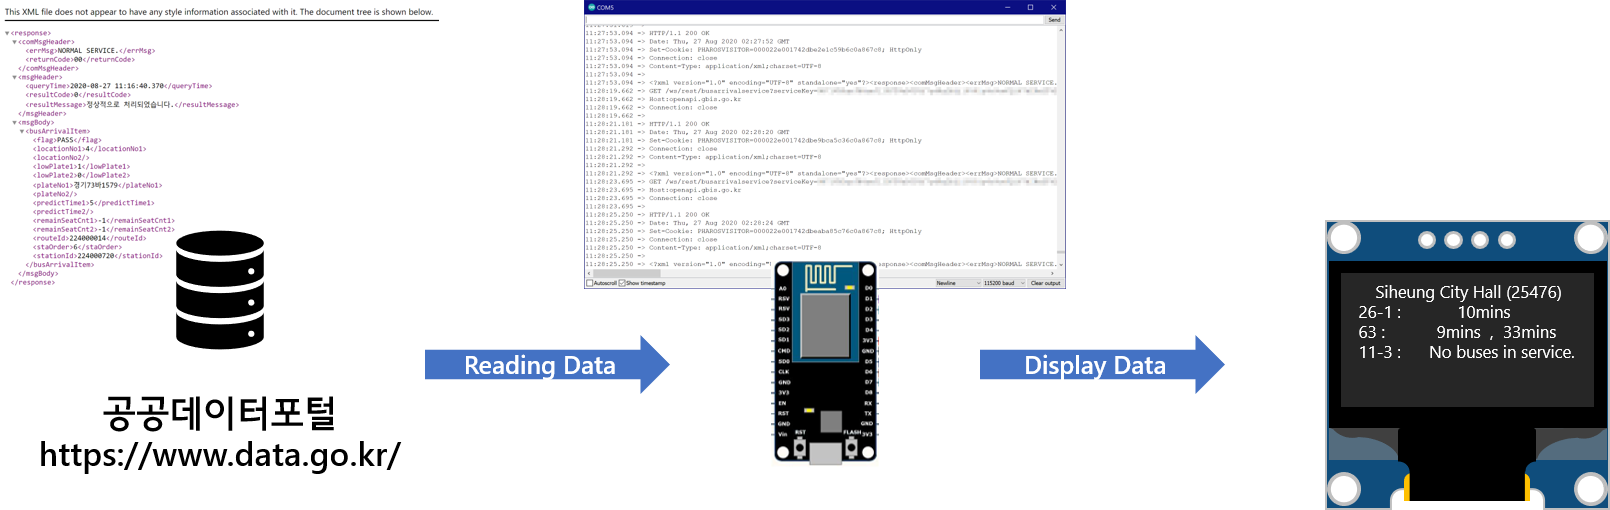 This XML file does not appear to have any style information associated with it. The document tree is shown below.
▼<response>
▼<comMsgHeader>
<errMsg>NORMAL SERVICE.</errMsg>
<returnCode>00</returnCode>
</comMsgHeader>
▼<msgHeader>
<queryTime>2020-08-27 11:16:40.370</queryTime>
<resultCode>0</resultCode>
<resultMessage>정상적으로 처리되었습니다.</resultMessage>
</msgHeader>
▼<msgBody>
▼<busArrivalItem>
<flag>PASS</flag>
<locationNo1>4</locationNo1>
<locationNo2/>
<lowPlate1>1</lowPlate1>
<lowPlate2>0</lowPlate2>
<plateNo1>경기73바1579</plateNo1>
<plateNo2/>
<predictTime1>5</predictTime1>
<predictTime2/>
<remainSeatCnt1>-1</remainSeatCnt1>
<remainSeatCnt2>-1</remainSeatCnt2>
<routeId>224000014</routeId>
<staOrder>6</staOrder>
<stationId>224000720</stationId>
</busArrivalItem>
</msgBody>
</response>
공공데이터포털
https://www.data.go.kr/
Reading Data
COM5
Send
11:27:53.094 -> HTTP/1.1 200 OK
11:27:53.094 -> Date: Thu, 27 Aug 2020 02:27:52 GMT
11:27:53.094 -> Set-Cookie: PHAROSVISITOR=000022e001742dbe2e1c59b6c0a867c8; HttpOnly
11:27:53.094 -> Connection: close
11:27:53.094 -> Content-Type: application/xml;charset=UTF-8
11:27:53.094 ->
11:27:53.094 -> <?xml version="1.0" encoding="UTF-8" standalone="yes"?><response><comMsgHeader><errMsg>NORMAL SERVICE.
11:28:19.662 -> GET /ws/rest/busarrivalservice?serviceKey=
11:28:19.662 -> Host:openapi.gbis.go.kr
11:28:19.662 -> Connection: close
11:28:19.662 ->
11:28:21.181 -> HTTP/1.1 200 OK
11:28:21.181 -> Date: Thu, 27 Aug 2020 02:28:20 GMT
11:28:21.181 -> Set-Cookie: PHAROSVISITOR=000022e001742dbe9bca5c36c0a867c8; HttpOnly
11:28:21.292 -> Connection: close
11:28:21.292 -> Content-Type: application/xml;charset=UTF-8
11:28:21.292 ->
11:28:21.292 -> <?xml version="1.0" encoding="UTF-8" standalone="yes"?><response><comMsgHeader><errMsg>NORMAL SERVICE.
11:28:23.695 -> GET /ws/rest/busarrivalservice?serviceKey=
11:28:23.695 -> Host:openapi.gbis.go.kr
11:28:23.695 -> Connection: close
11:28:23.695 ->
11:28:25.250 -> HTTP/1.1 200 OK
11:28:25.250 -> Date: Thu, 27 Aug 2020 02:28:24 GMT
11:28:25.250 -> Set-Cookie: PHAROSVISITOR=000022e001742dbeaba85c76c0a867c8; HttpOnly
11:28:25.250 -> Connection: close
11:28:25.250 -> Content-Type: application/xml;charset=UTF-8
11:28:25.250 ->
11:28:25.250 -> <?xml version="1.0" encoding= esponse><comMsgHeader><errMsg>NORMAL SERVICE.
Autoscroll Show timestamp Newline 115200 baud Clear output
A0 D0
RSV D1
RSV D2
SD3 D3
SD2 D4
SD1 3V3
CMD GND
SD0 D5
CLK D6
GND D7
3V3 D8
EN RX
RST TX
GND GND
Vin 3V3
RST FLASH
Display Data
Siheung City Hall (25476)
26-1 : 10mins
63 : 9mins , 33mins
11-3 : No buses in service.